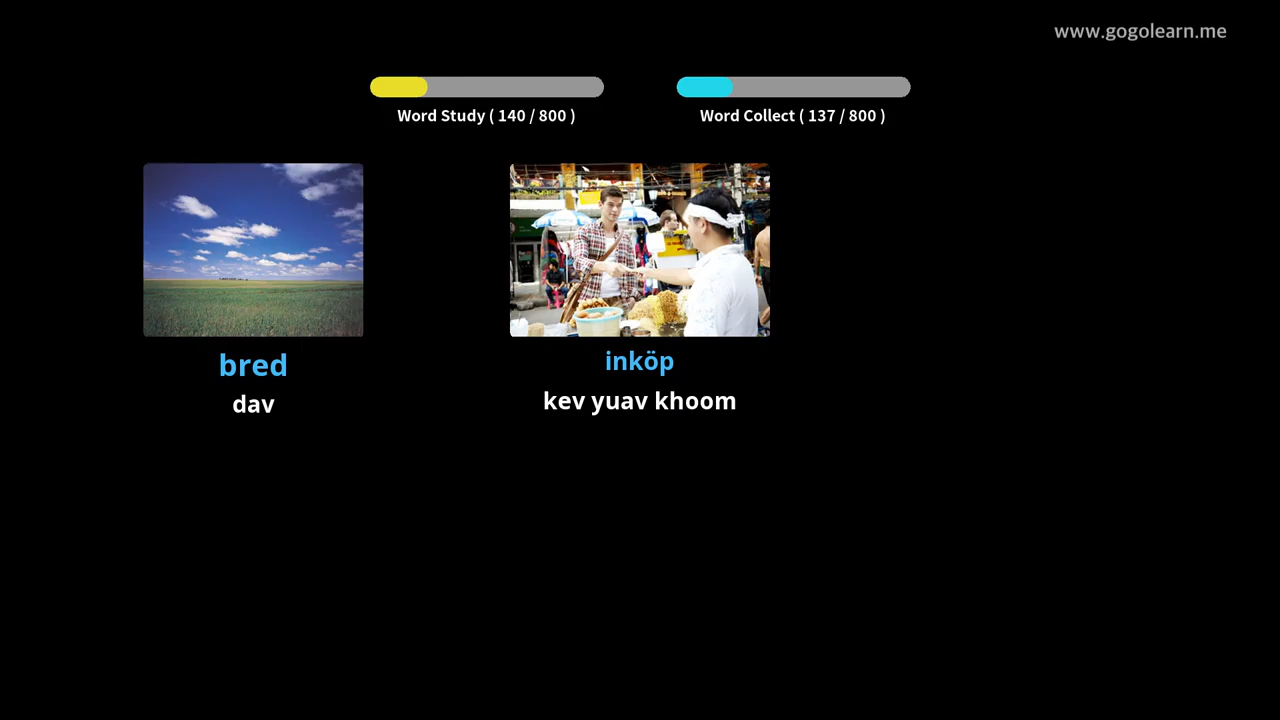 www.gogolearn.me
Word Study ( 140 / 800 )
Word Collect ( 137 / 800 )
bred
dav
inköp
kev yuav khoom